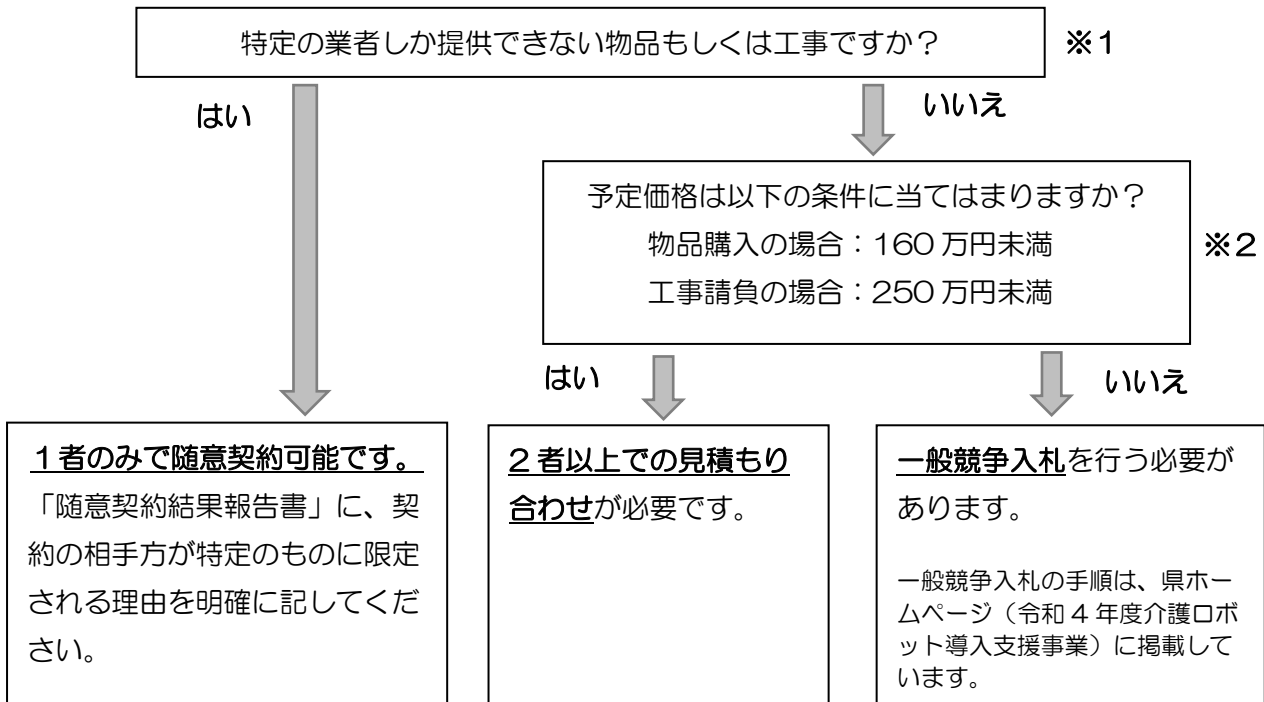 特定の業者しか提供できない物品もしくは工事ですか?
※1
はい
いいえ
予定価格は以下の条件に当てはまりますか?
物品購入の場合:160万円未満
工事請負の場合:250万円未満
※2
はい
いいえ
1者のみで随意契約可能です。
「随意契約結果報告書」に、契
約の相手方が特定のものに限定
される理由を明確に記してくだ
さい。
2者以上での見積もり
合わせが必要です。
一般競争入札を行う必要が
あります。
一般競争入札の手順は、県ホー
ムページ(令和4年度介護ロボ
ット導入支援事業)に掲載して
います。